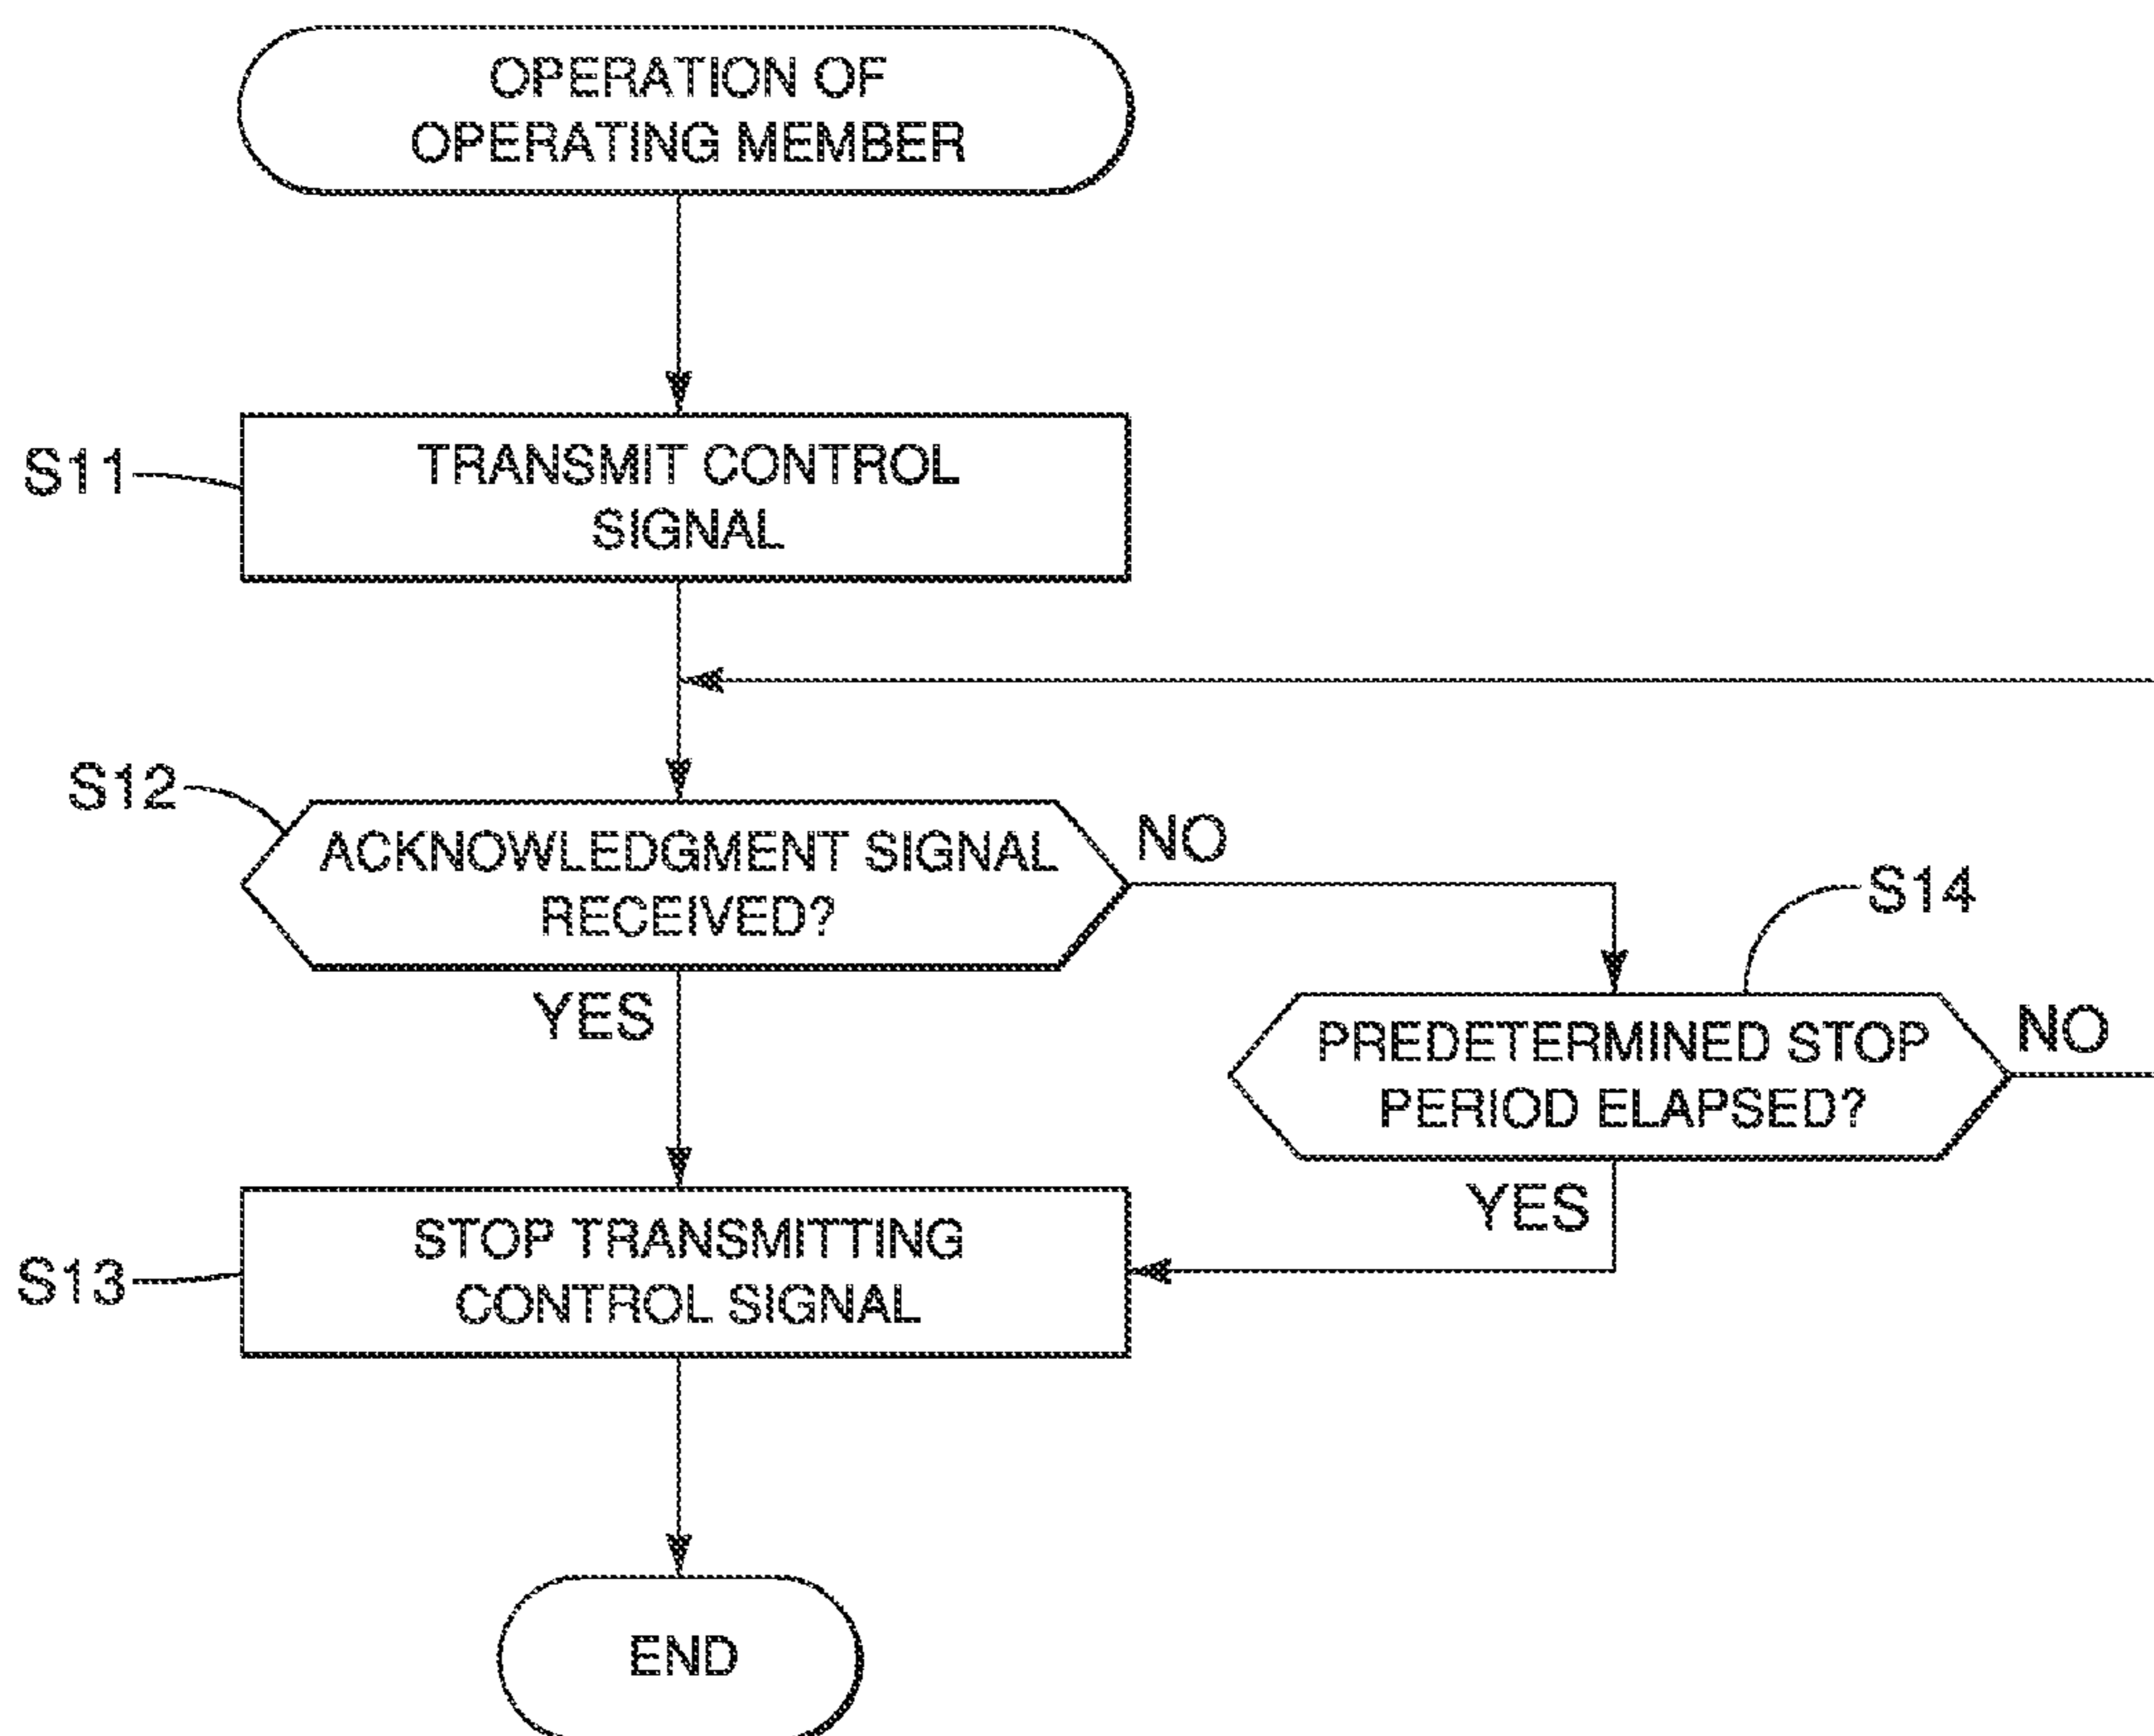 OPERATION OF
OPERATING MEMBER
S11
TRANSMIT CONTROL
SIGNAL
S12
ACKNOWLEDGMENT SIGNAL
RECEIVED?
NO
YES
S14
PREDETERMINED STOP
PERIOD ELAPSED?
NO
YES
S13
STOP TRANSMITTING
CONTROL SIGNAL
END